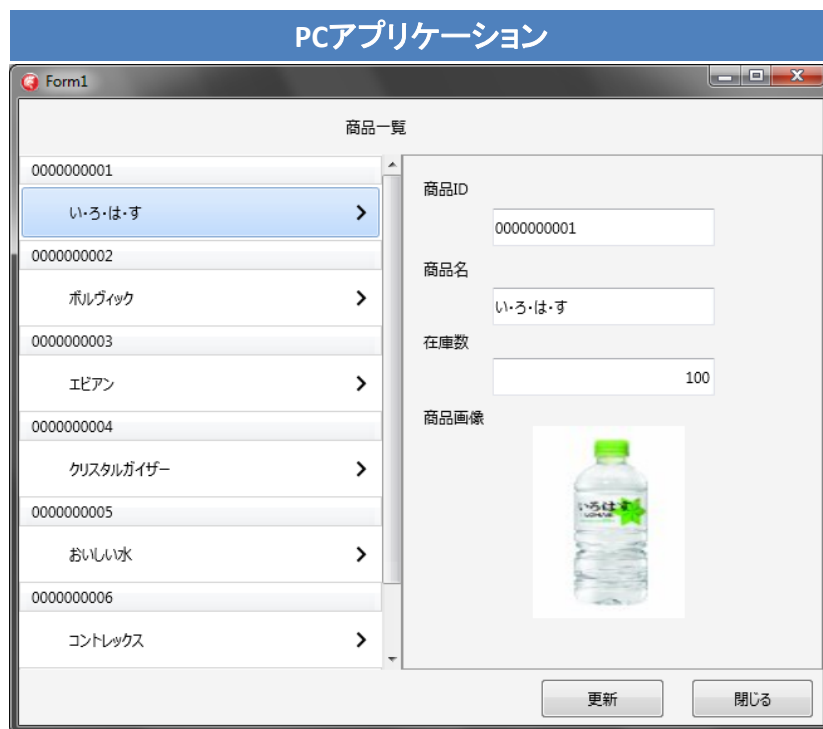 PCアプリケーション
Form1
商品一覧
0000000001
い・ろ・は・す
0000000002
ボルヴィック
0000000003
エビアン
0000000004
クリスタルガイザー
0000000005
おいしい水
0000000006
コントレックス
商品ID
0000000001
商品名
い・ろ・は・す
在庫数
100
商品画像
いろはす
更新
閉じる